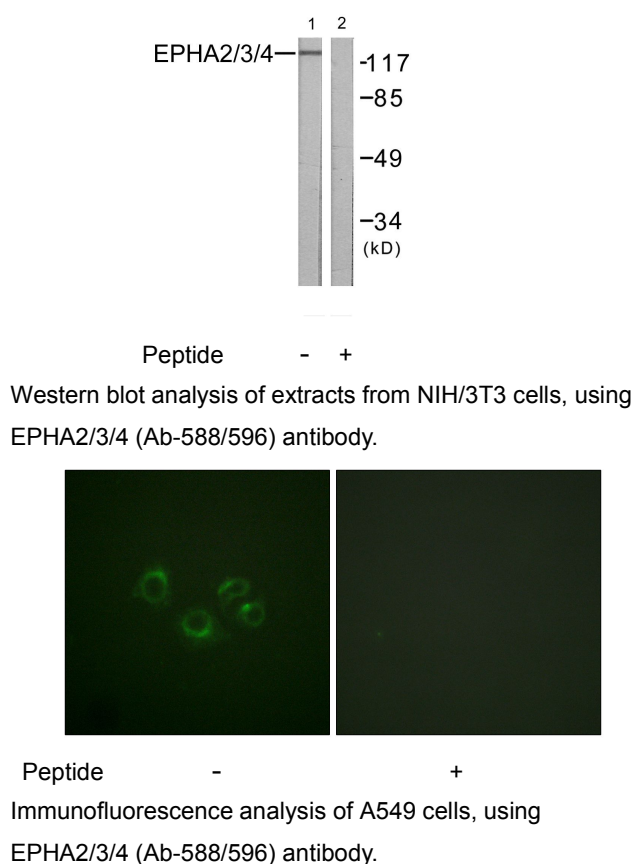 1 2
EPHA2/3/4
-117
-85
-49
-34
(kD)
Peptide - +
Western blot analysis of extracts from NIH/3T3 cells, using
EPHA2/3/4 (Ab-588/596) antibody.
Peptide - +
Immunofluorescence analysis of A549 cells, using
EPHA2/3/4 (Ab-588/596) antibody.